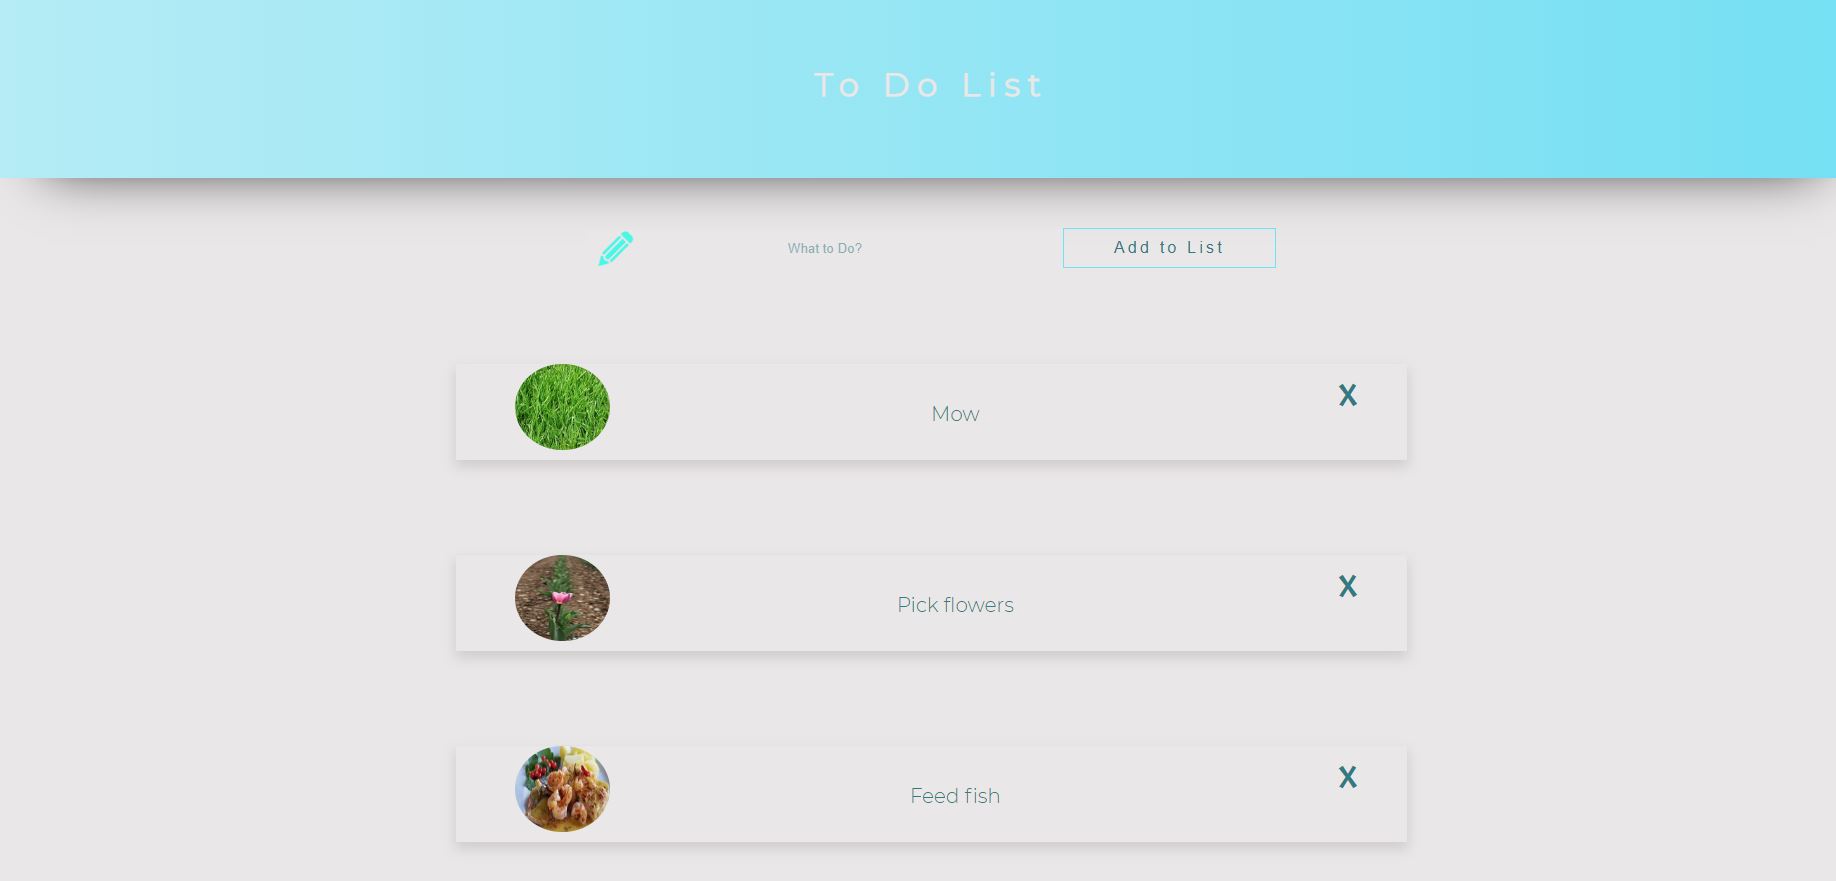 To Do List
What to Do?
Add to List
Mow
X
Pick flowers
X
Feed fish
X